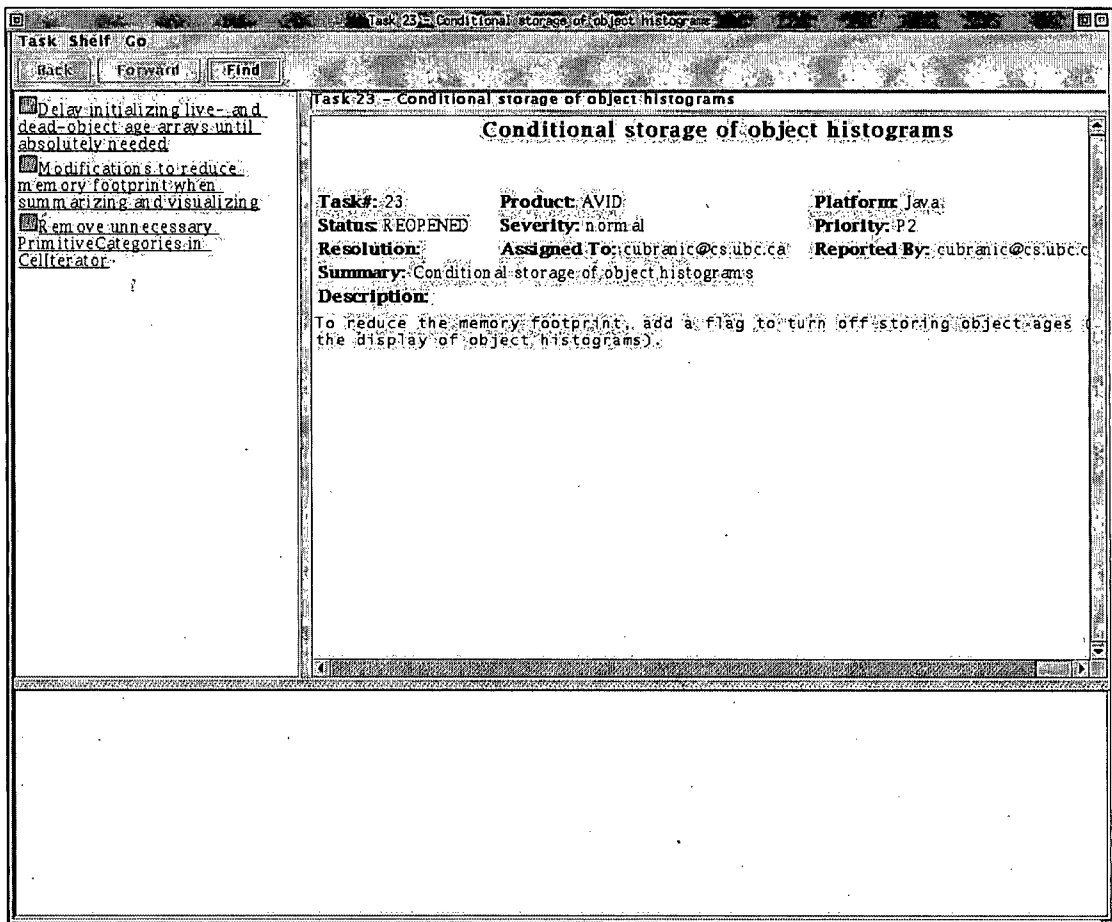 Task 23 - Conditional storage of object histograms
Task Shelf Go
Back Forward Find
Delay initializing live- and
dead-object age arrays until
absolutely needed
Modifications to reduce
memory footprint when
summarizing and visualizing
Remove unnecessary
PrimitiveCategories in
CellIterator
Task 23 - Conditional storage of object histograms
Conditional storage of object histograms
Task#: 23 Product: AVID Platform: Java
Status: REOPENED Severity: normal Priority: P2
Resolution: Assigned To: cubranic@cs.ubc.ca Reported By: cubranic@cs.ubc.c
Summary: Conditional storage of object histograms
Description:
To reduce the memory footprint, add a flag to turn off storing object-ages (
the display of object histograms).